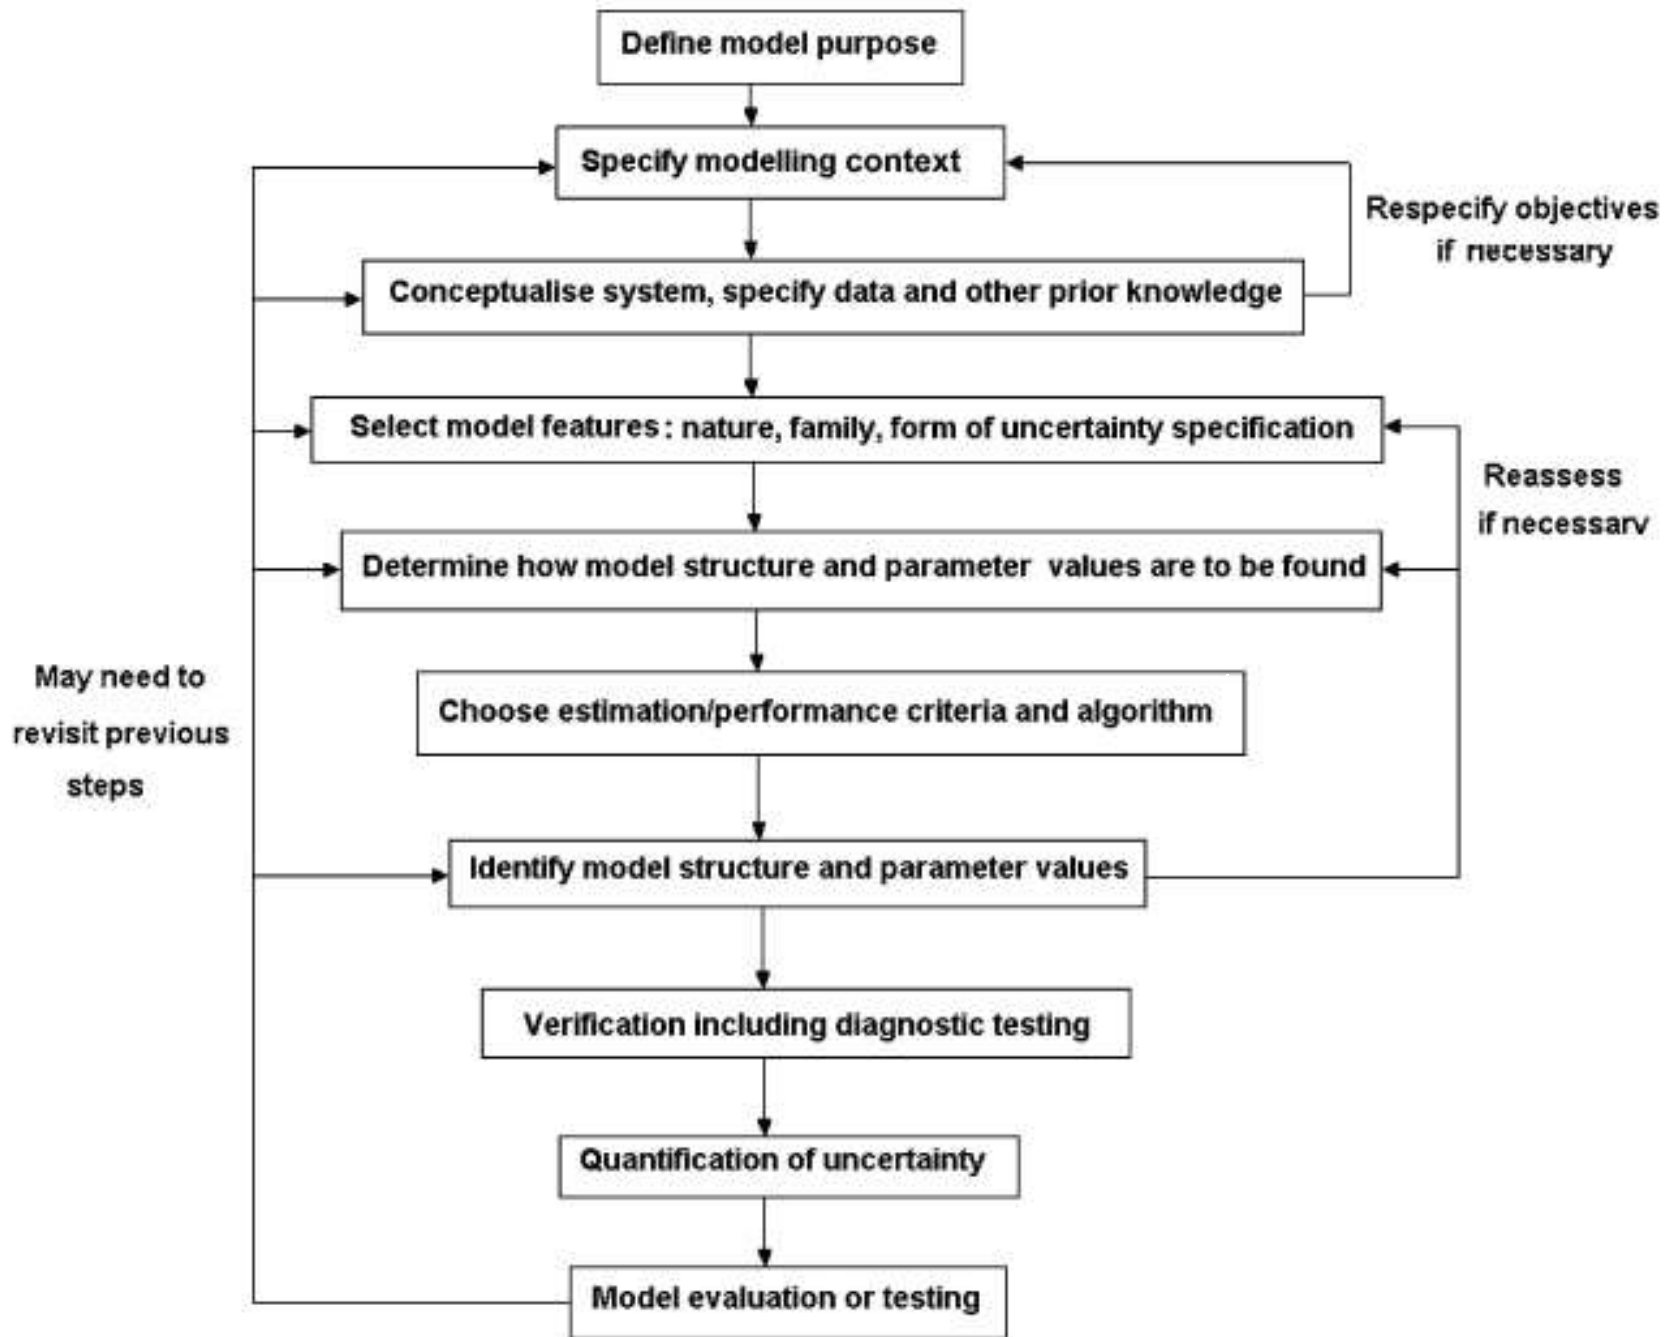 Define model purpose
Specify modelling context
Respecify objectives
if necessary
Conceptualise system, specify data and other prior knowledge
Select model features: nature, family, form of uncertainty specification
Reassess
if necessary
Determine how model structure and parameter values are to be found
May need to
revisit previous
steps
Choose estimation/performance criteria and algorithm
Identify model structure and parameter values
Verification including diagnostic testing
Quantification of uncertainty
Model evaluation or testing